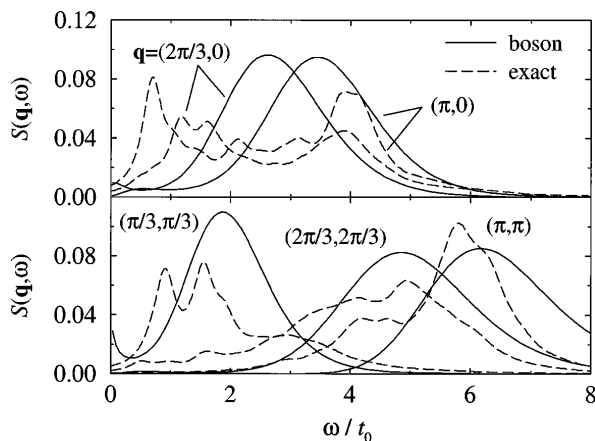 0.12
0.08
0.04
0.00
S(q,ω)
q=(2π/3,0)
boson
exact
(π,0)
0.08
0.04
0.00
S(q,ω)
(π/3,π/3)
(2π/3,2π/3)
(π,π)
0 2 4 6 8
ω / t₀